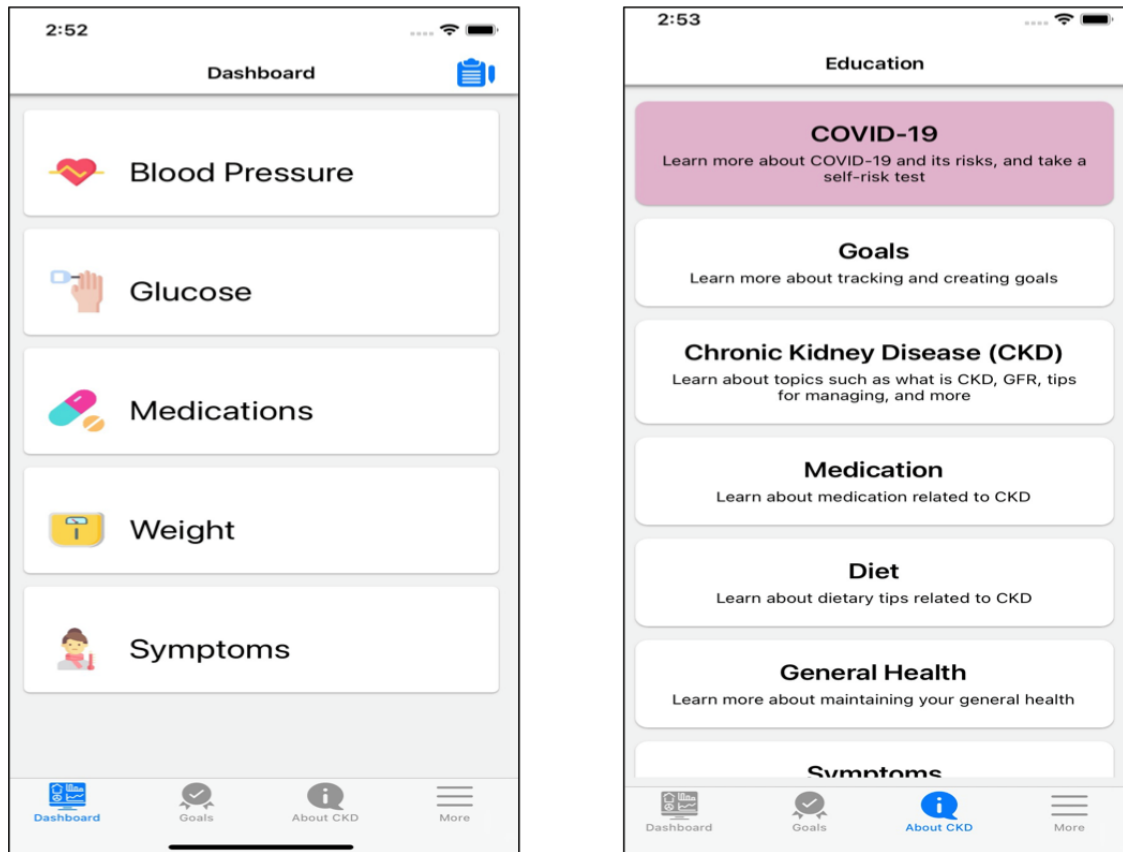 2:52
Dashboard
Blood Pressure
Glucose
Medications
Weight
Symptoms
Dashboard
Goals
About CKD
More
2:53
Education
COVID-19
Learn more about COVID-19 and its risks, and take a
self-risk test
Goals
Learn more about tracking and creating goals
Chronic Kidney Disease (CKD)
Learn about topics such as what is CKD, GFR, tips
for managing, and more
Medication
Learn about medication related to CKD
Diet
Learn about dietary tips related to CKD
General Health
Learn more about maintaining your general health
Symptoms
Dashboard
Goals
About CKD
More